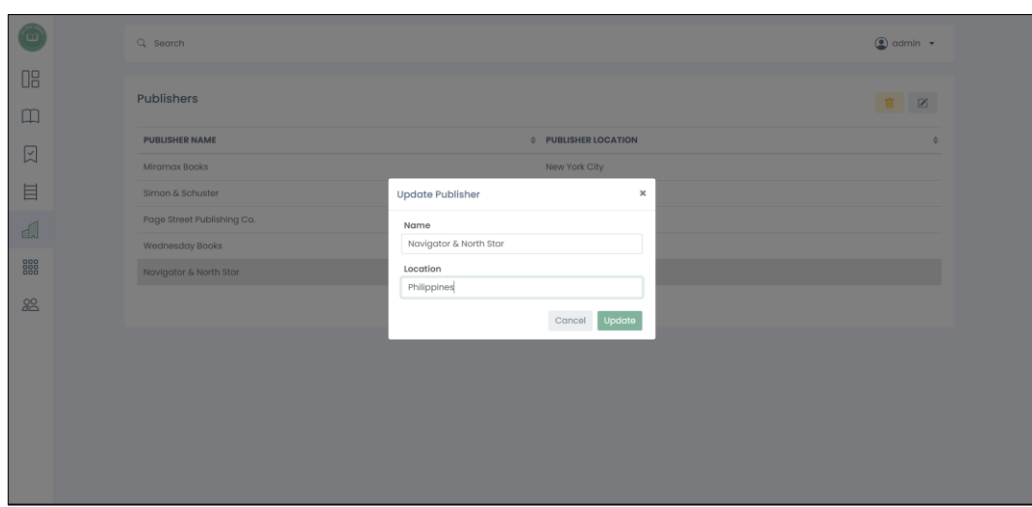 Search
admin
Publishers
PUBLISHER NAME
PUBLISHER LOCATION
Miramax Books
New York City
Simon & Schuster
Page Street Publishing Co.
Wednesday Books
Navigator & North Star
Update Publisher
Name
Navigator & North Star
Location
Philippines
Cancel
Update